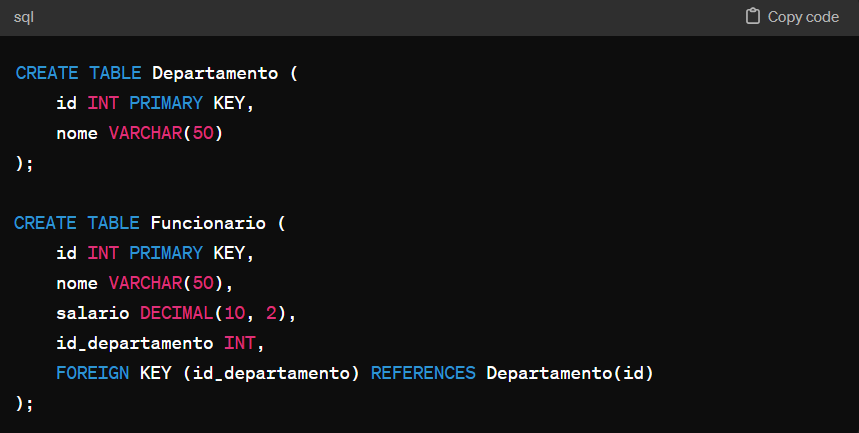 sql
Copy code
CREATE TABLE Departamento (
    id INT PRIMARY KEY,
    nome VARCHAR(50)
);
CREATE TABLE Funcionario (
    id INT PRIMARY KEY,
    nome VARCHAR(50),
    salario DECIMAL(10, 2),
    id_departamento INT,
    FOREIGN KEY (id_departamento) REFERENCES Departamento(id)
);